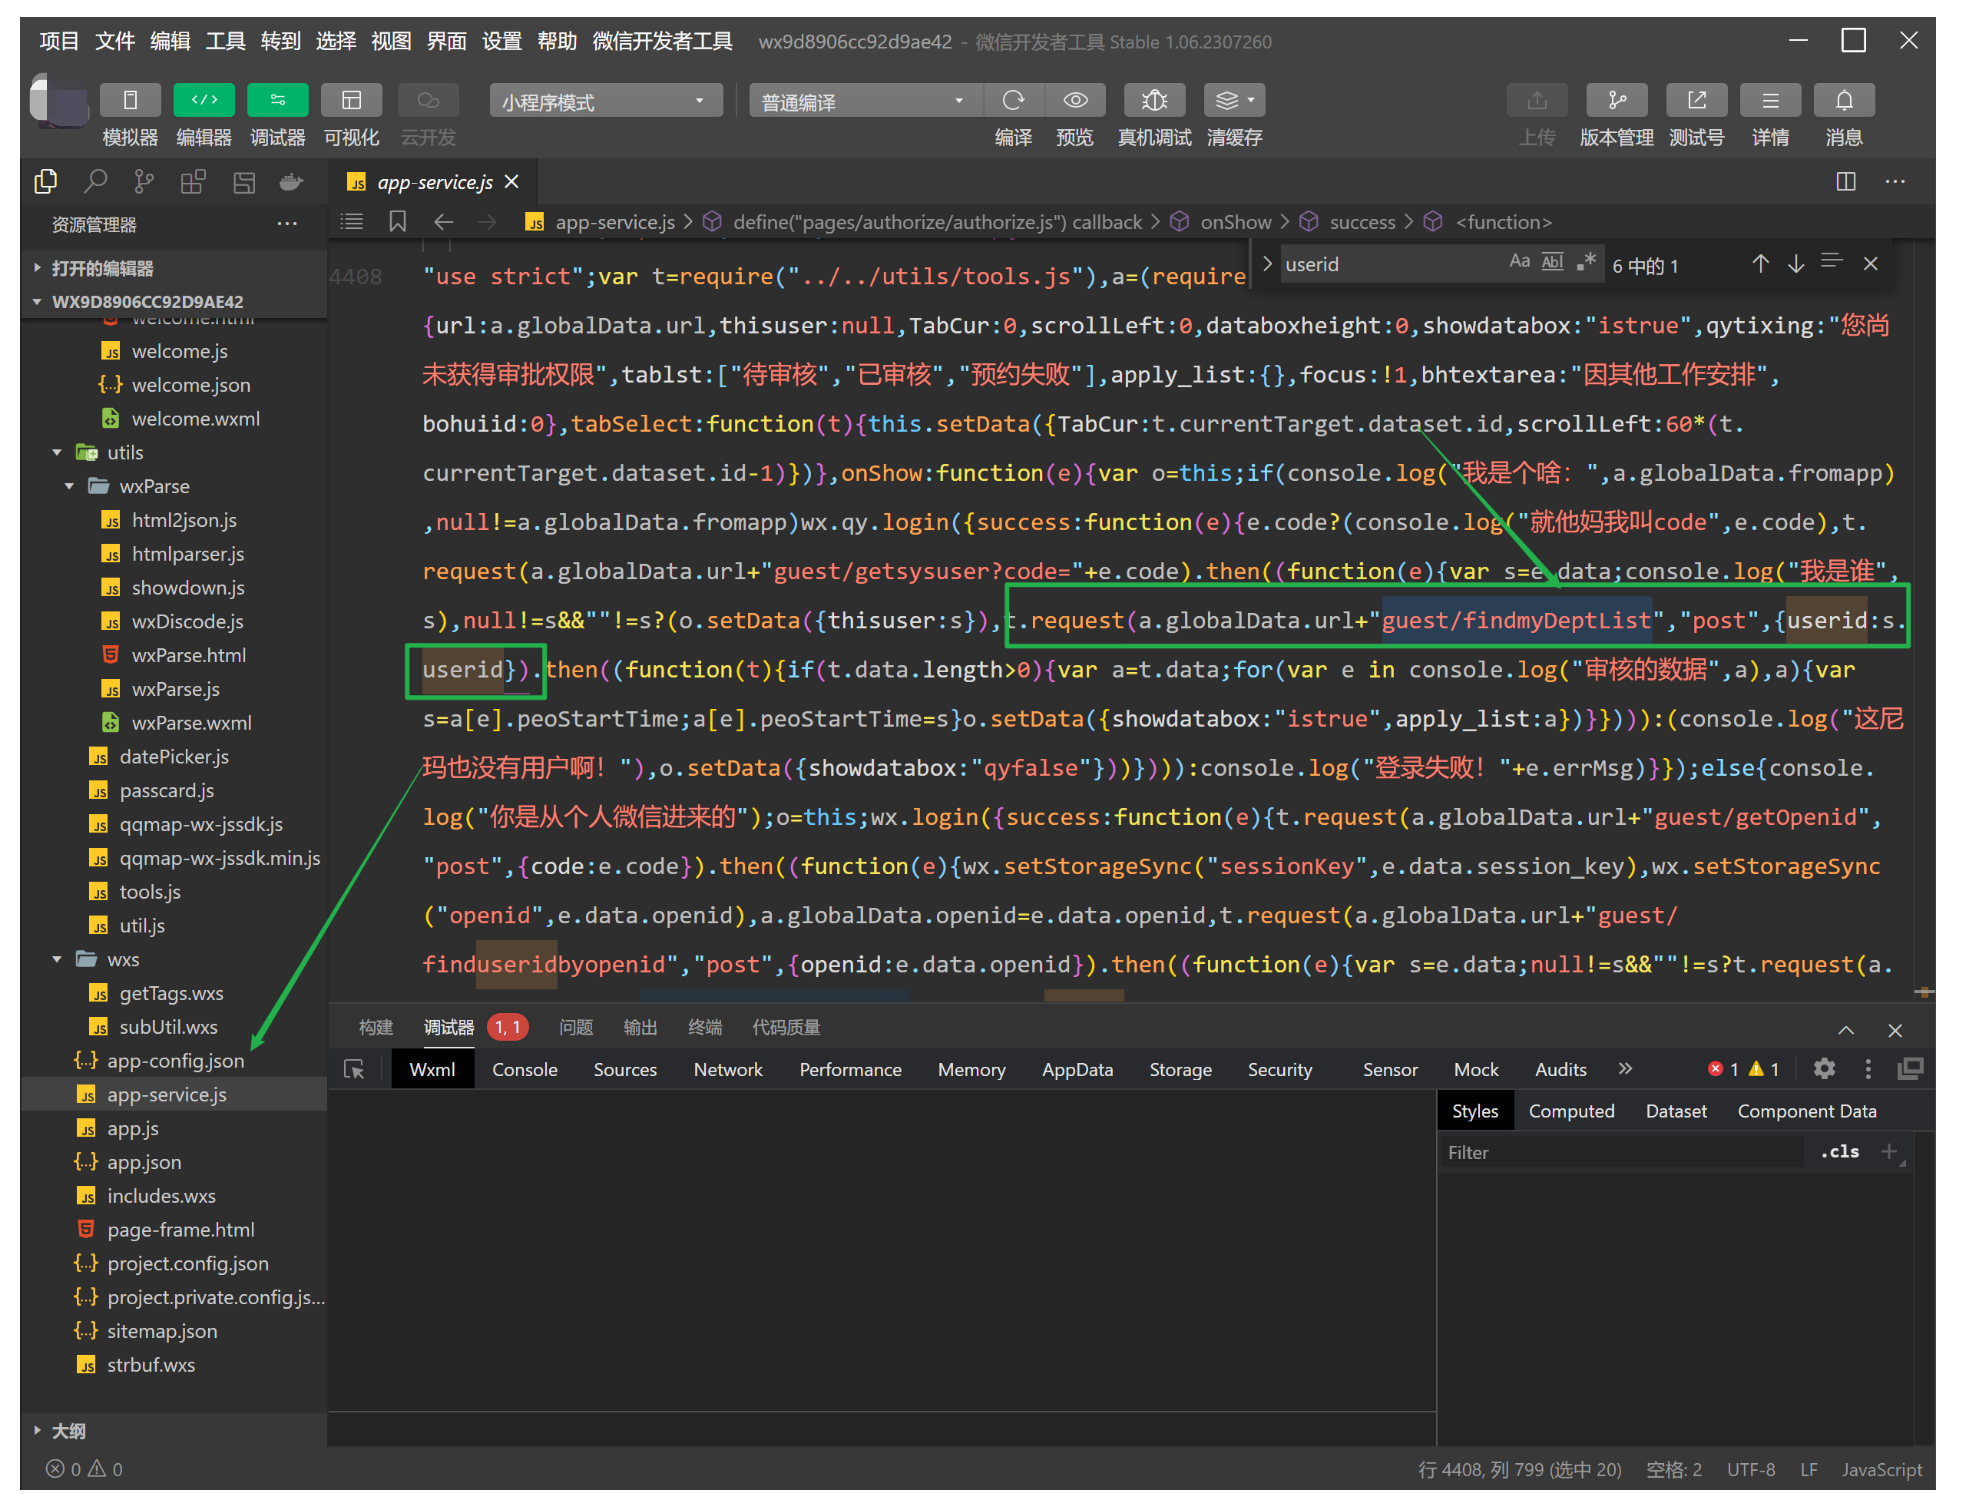 项目 文件 编辑 工具 转到 选择 视图 界面 设置 帮助 微信开发者工具 wx9d8906cc92d9ae42 - 微信开发者工具 Stable 1.06.2307260
小程序模式 普通编译
模拟器 编辑器 调试器 可视化 云开发 编译 预览 真机调试 清缓存 上传 版本管理 测试号 详情 消息
app-service.js
资源管理器
app-service.js > define("pages/authorize/authorize.js") callback > onShow > success > <function>
打开的编辑器
WX9D8906CC92D9AE42
welcome.html
welcome.js
welcome.json
welcome.wxml
utils
wxParse
html2json.js
htmlparser.js
showdown.js
wxDiscode.js
wxParse.html
wxParse.js
wxParse.wxml
datePicker.js
passcard.js
qqmap-wx-jssdk.js
qqmap-wx-jssdk.min.js
tools.js
util.js
wxs
getTags.wxs
subUtil.wxs
app-config.json
app-service.js
app.js
app.json
includes.wxs
page-frame.html
project.config.json
project.private.config.js...
sitemap.json
strbuf.wxs
大纲
userid Aa Abl .* 6 中的 1
4408 "use strict";var t=require("../../utils/tools.js"),a=(require
{url:a.globalData.url,thisuser:null,TabCur:0,scrollLeft:0,databoxheight:0,showdatabox:"istrue",qytixing:"您尚
未获得审批权限",tablst:["待审核","已审核","预约失败"],apply_list:{},focus:!1,bhtextarea:"因其他工作安排",
bohuiid:0},tabSelect:function(t){this.setData({TabCur:t.currentTarget.dataset.id,scrollLeft:60*(t.
currentTarget.dataset.id-1)})},onShow:function(e){var o=this;if(console.log("我是个啥：",a.globalData.fromapp)
,null!=a.globalData.fromapp)wx.qy.login({success:function(e){e.code?(console.log("就他妈我叫code",e.code),t.
request(a.globalData.url+"guest/getsysuser?code="+e.code).then((function(e){var s=e.data;console.log("我是谁",
s),null!=s&&""!=s?(o.setData({thisuser:s}),t.request(a.globalData.url+"guest/findmyDeptList","post",{userid:s.
userid}).then((function(t){if(t.data.length>0){var a=t.data;for(var e in console.log("审核的数据",a),a){var
s=a[e].peoStartTime;a[e].peoStartTime=s}o.setData({showdatabox:"istrue",apply_list:a})}}))):(console.log("这尼
玛也没有用户啊！"),o.setData({showdatabox:"qyfalse"}))}))):console.log("登录失败！"+e.errMsg)}});else{console.
log("你是从个人微信进来的");o=this;wx.login({success:function(e){t.request(a.globalData.url+"guest/getOpenid",
"post",{code:e.code}).then((function(e){wx.setStorageSync("sessionKey",e.data.session_key),wx.setStorageSync
("openid",e.data.openid),a.globalData.openid=e.data.openid,t.request(a.globalData.url+"guest/
finduseridbyopenid","post",{openid:e.data.openid}).then((function(e){var s=e.data;null!=s&&""!=s?t.request(a.
构建 调试器 1, 1 问题 输出 终端 代码质量
Wxml Console Sources Network Performance Memory AppData Storage Security Sensor Mock Audits » 1 1
Styles Computed Dataset Component Data
Filter .cls +
0 0 行 4408, 列 799 (选中 20) 空格: 2 UTF-8 LF JavaScript